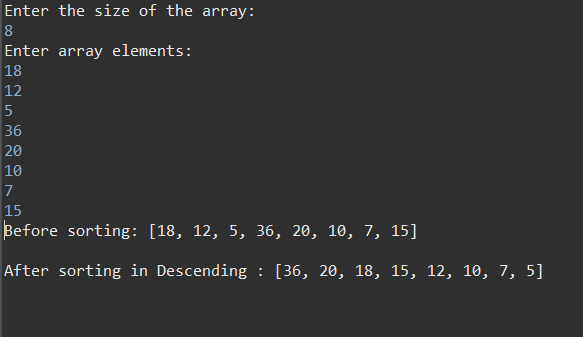 Enter the size of the array:
8
Enter array elements:
18
12
5
36
20
10
7
15
Before sorting: [18, 12, 5, 36, 20, 10, 7, 15]
After sorting in Descending : [36, 20, 18, 15, 12, 10, 7, 5]